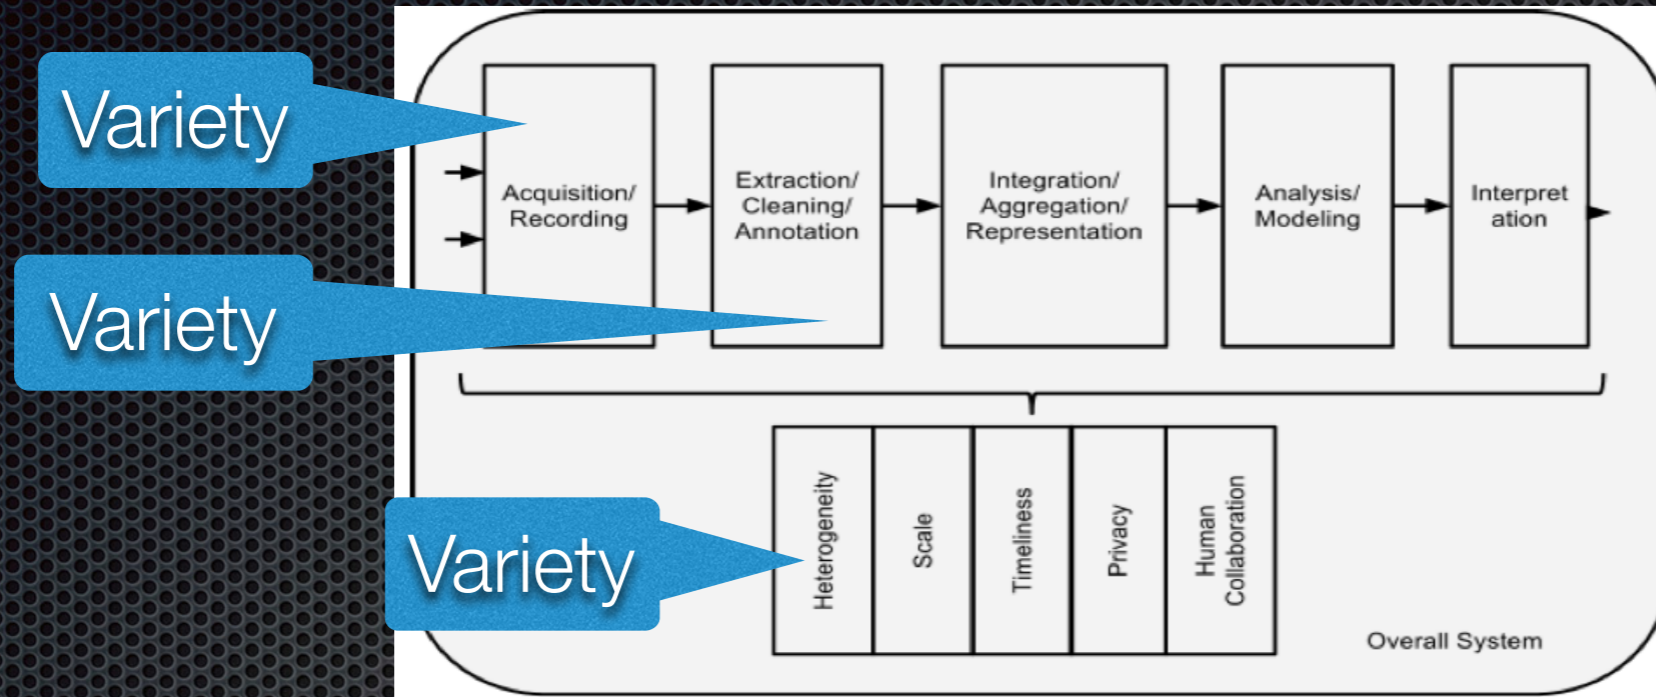 Variety
Acquisition/
Recording
Extraction/
Cleaning/
Annotation
Integration/
Aggregation/
Representation
Analysis/
Modeling
Interpret
ation
Variety
Variety
Heterogeneity
Scale
Timeliness
Privacy
Human
Collaboration
Overall System